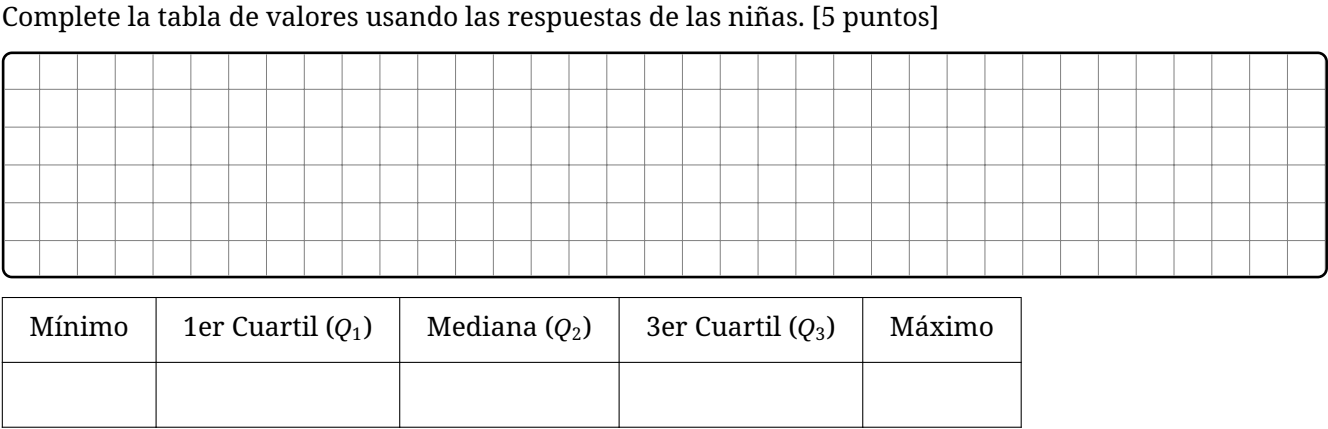 Complete la tabla de valores usando las respuestas de las niñas. [5 puntos]
Mínimo 1er Cuartil (Q₁) Mediana (Q₂) 3er Cuartil (Q₃) Máximo